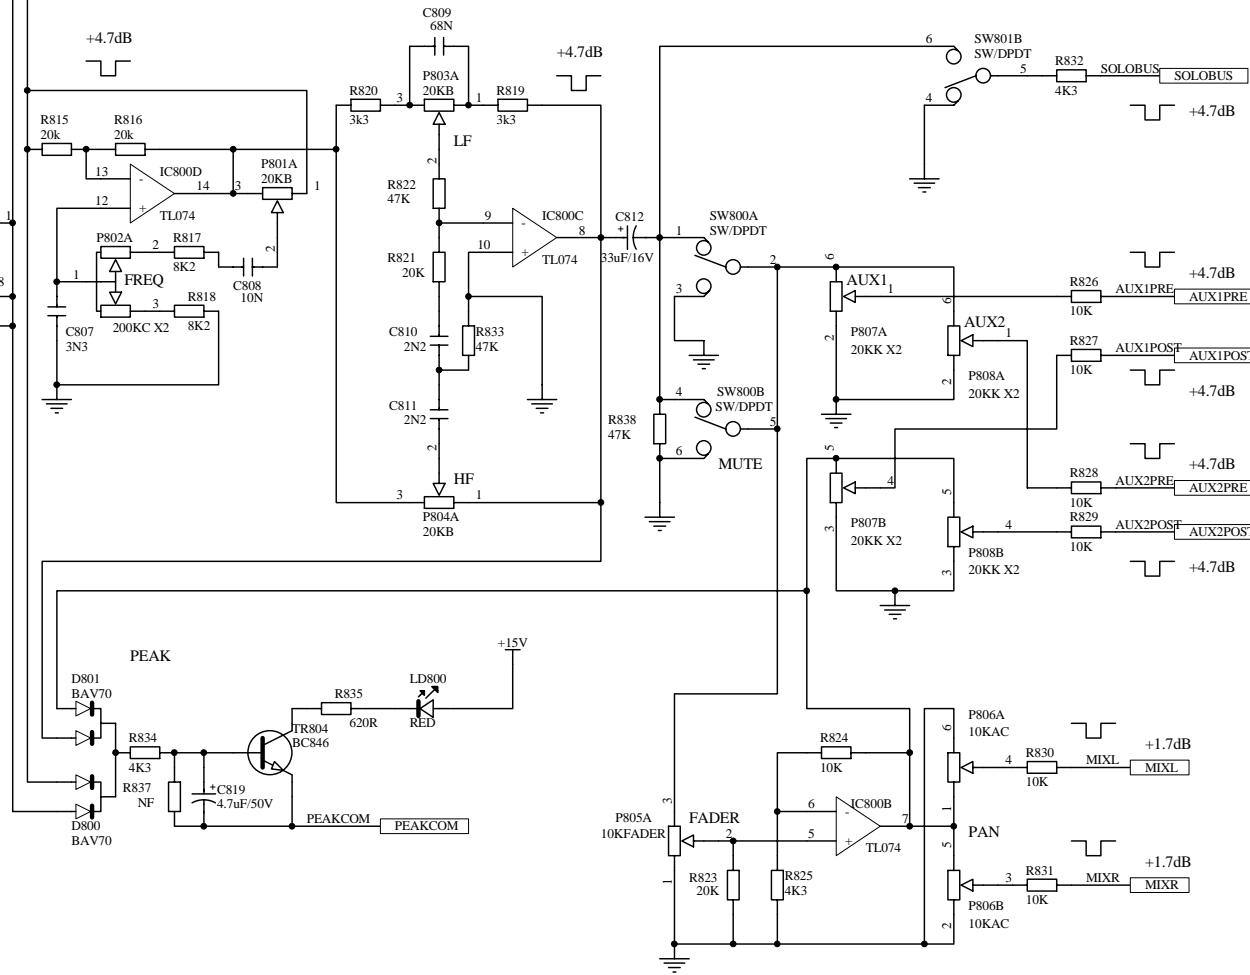 C809
68N
+4.7dB
+4.7dB
SW801B
SW/DPDT
6
5
4
R832
4K3
SOLOBUS
SOLOBUS
+4.7dB
R820
3k3
3
P803A
20KB
1
R819
3k3
LF
2
R815
20k
R816
20k
13
12
-
+
IC800D
14
TL074
3
P801A
20KB
1
2
P802A
2
R817
8K2
1
FREQ
C808
10N
3
R818
8K2
200KC X2
C807
3N3
1
8
R822
47K
R821
20K
9
10
-
+
IC800C
8
TL074
C812
+
33uF/16V
C810
2N2
R833
47K
C811
2N2
2
HF
3
1
P804A
20KB
SW800A
SW/DPDT
1
2
3
SW800B
SW/DPDT
4
5
6
R838
47K
MUTE
6
AUX1
1
2
P807A
20KK X2
6
AUX2
1
2
P808A
20KK X2
+4.7dB
R826
10K
AUX1PRE
AUX1PRE
R827
10K
AUX1POST
AUX1POST
+4.7dB
5
4
3
P807B
20KK X2
5
4
3
P808B
20KK X2
+4.7dB
R828
10K
AUX2PRE
AUX2PRE
R829
10K
AUX2POST
AUX2POST
+4.7dB
PEAK
+15V
D801
BAV70
R834
4K3
R837
NF
D800
BAV70
+
C819
4.7uF/50V
TR804
BC846
R835
620R
LD800
RED
PEAKCOM
PEAKCOM
3
P805A
10KFADER
1
FADER
2
R823
20K
R824
10K
6
5
-
+
IC800B
7
TL074
R825
4K3
P806A
10KAC
6
4
1
R830
10K
MIXL
MIXL
+1.7dB
PAN
5
3
2
P806B
10KAC
R831
10K
MIXR
MIXR
+1.7dB